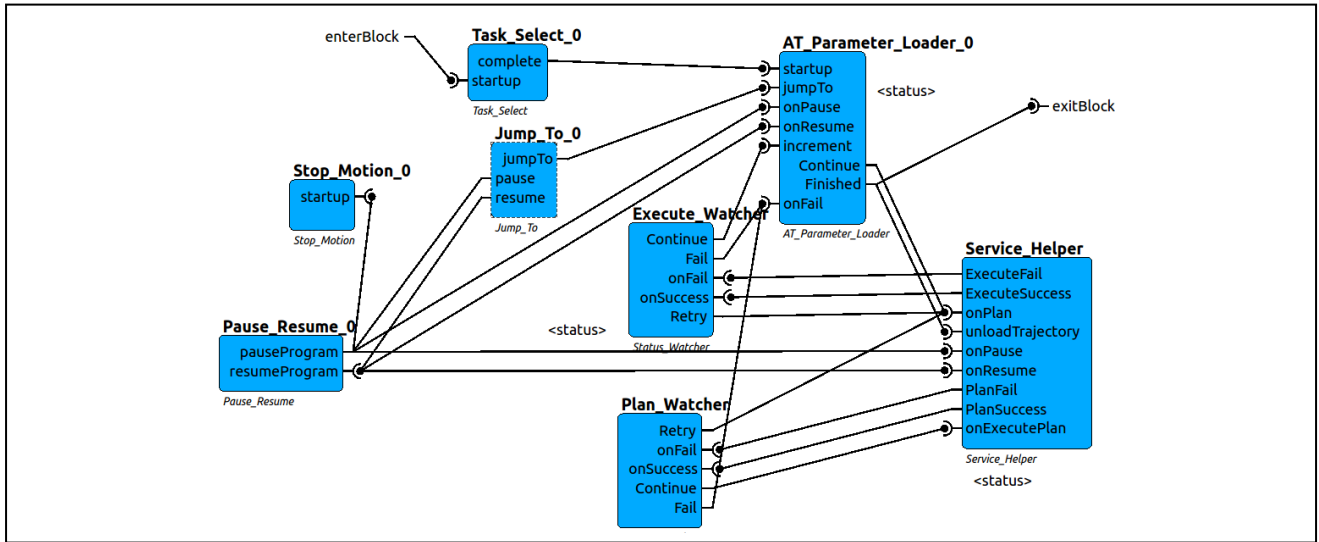 enterBlock
Task_Select_0
complete
startup
Task_Select
AT_Parameter_Loader_0
startup
jumpTo
onPause
onResume
increment
Continue
Finished
onFail
AT_Parameter_Loader
<status>
exitBlock
Jump_To_0
jumpTo
pause
resume
Jump_To
Stop_Motion_0
startup
Stop_Motion
Execute_Watcher
Continue
Fail
onFail
onSuccess
Retry
Status_Watcher
<status>
Service_Helper
ExecuteFail
ExecuteSuccess
onPlan
unloadTrajectory
onPause
onResume
PlanFail
PlanSuccess
onExecutePlan
Service_Helper
<status>
Pause_Resume_0
pauseProgram
resumeProgram
Pause_Resume
Plan_Watcher
Retry
onFail
onSuccess
Continue
Fail